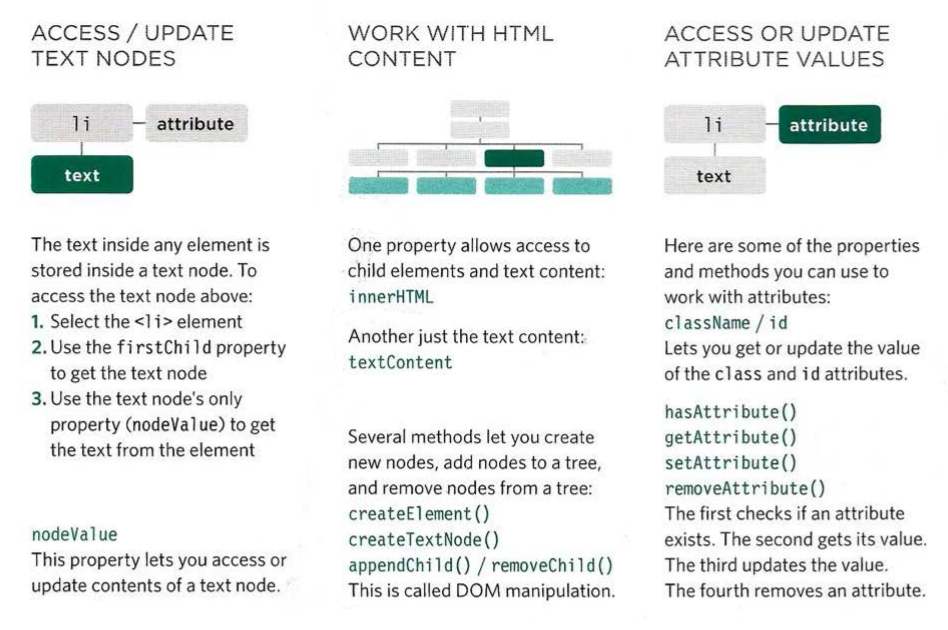 ACCESS / UPDATE
TEXT NODES
li
attribute
text
The text inside any element is
stored inside a text node. To
access the text node above:
1. Select the <li> element
2. Use the firstChild property
to get the text node
3. Use the text node's only
property (nodeValue) to get
the text from the element
nodeValue
This property lets you access or
update contents of a text node.
WORK WITH HTML
CONTENT
One property allows access to
child elements and text content:
innerHTML
Another just the text content:
textContent
Several methods let you create
new nodes, add nodes to a tree,
and remove nodes from a tree:
createElement()
createTextNode()
appendChild() / removeChild()
This is called DOM manipulation.
ACCESS OR UPDATE
ATTRIBUTE VALUES
li
attribute
text
Here are some of the properties
and methods you can use to
work with attributes:
className / id
Lets you get or update the value
of the class and id attributes.
hasAttribute()
getAttribute()
setAttribute()
removeAttribute()
The first checks if an attribute
exists. The second gets its value.
The third updates the value.
The fourth removes an attribute.